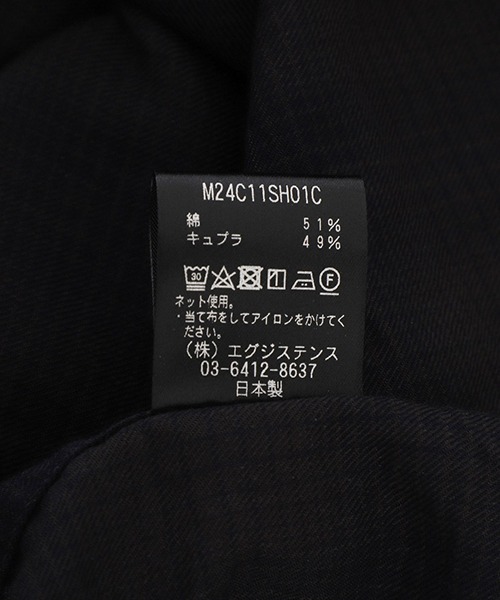 M24C11SH01C
綿 51%
キュプラ 49%
30 F
ネット使用。
・当て布をしてアイロンをかけてく
ださい。
(株) エグジステンス
03-6412-8637
日本製